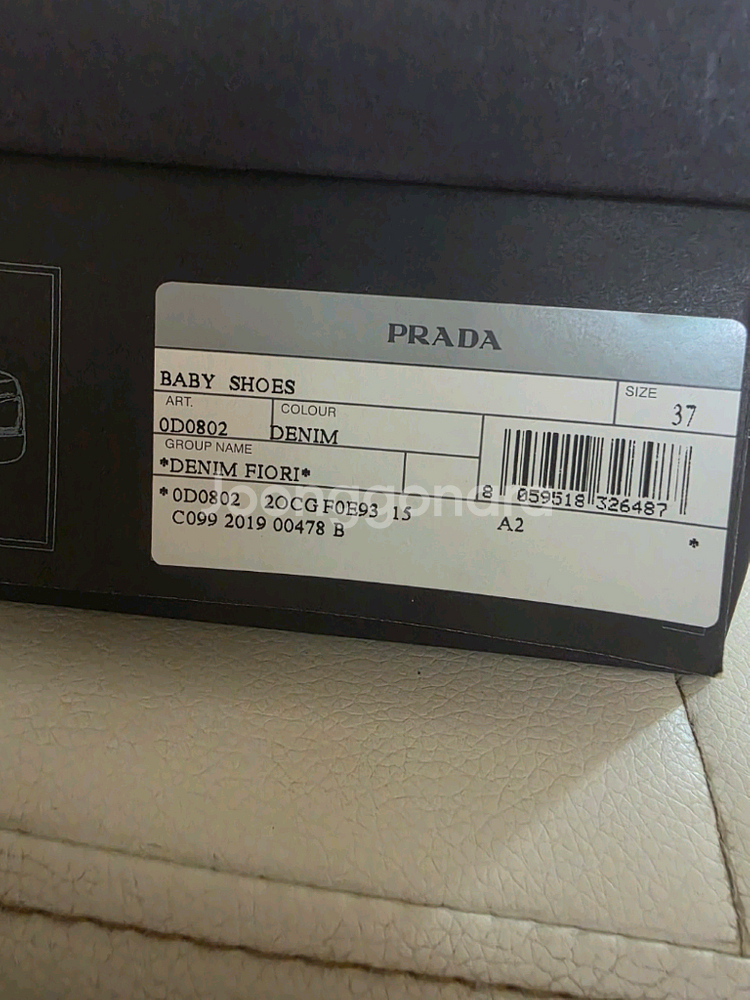 PRADA
BABY SHOES
SIZE
37
ART.
COLOUR
0D0802
DENIM
GROUP NAME
*DENIM FIORI*
8 059518 326487
*0D0802 2OCG F0E93 15
C099 2019 00478 B
A2
*
Joonggonara